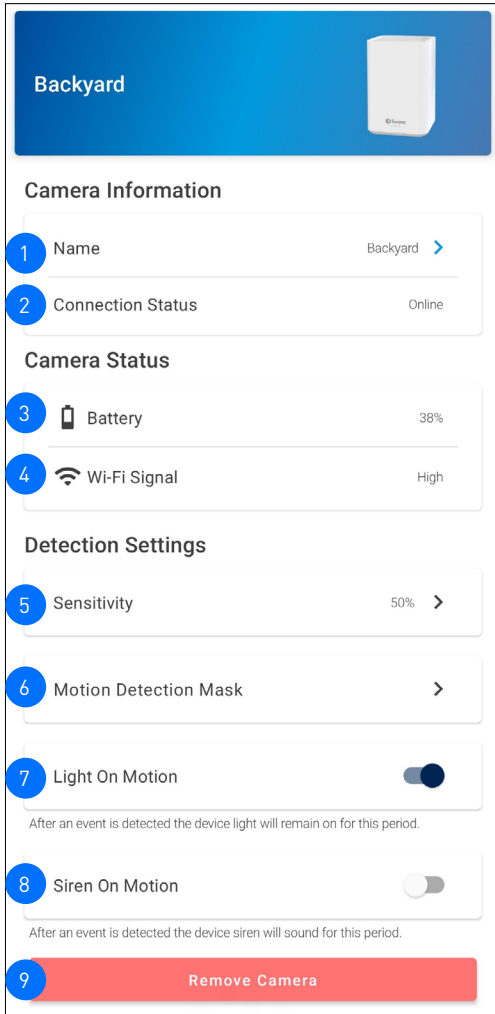 Backyard
Swann
Camera Information
1 Name Backyard
2 Connection Status Online
Camera Status
3 Battery 38%
4 Wi-Fi Signal High
Detection Settings
5 Sensitivity 50%
6 Motion Detection Mask
7 Light On Motion
After an event is detected the device light will remain on for this period.
8 Siren On Motion
After an event is detected the device siren will sound for this period.
9 Remove Camera